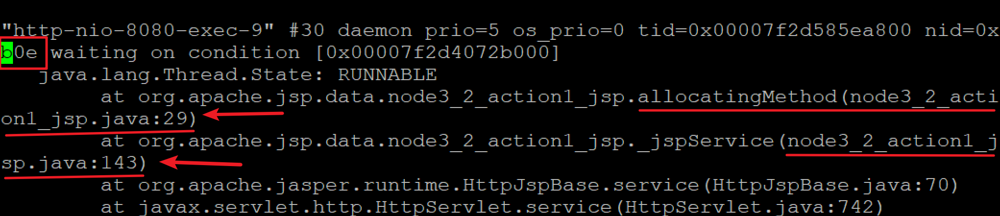 "http-nio-8080-exec-9" #30 daemon prio=5 os_prio=0 tid=0x00007f2d585ea800 nid=0x
b0e waiting on condition [0x00007f2d4072b000]
   java.lang.Thread.State: RUNNABLE
        at org.apache.jsp.data.node3_2_action1_jsp.allocatingMethod(node3_2_acti
on1_jsp.java:29)
        at org.apache.jsp.data.node3_2_action1_jsp._jspService(node3_2_action1_j
sp.java:143)
        at org.apache.jasper.runtime.HttpJspBase.service(HttpJspBase.java:70)
        at javax.servlet.http.HttpServlet.service(HttpServlet.java:742)